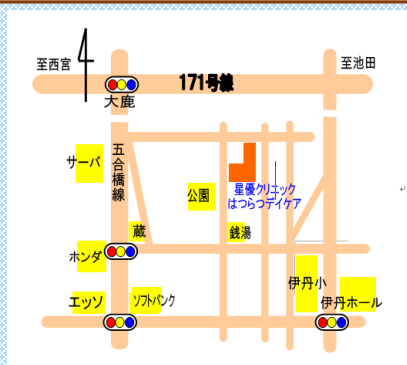 至西宮
171号線
至池田
大鹿
五合橋線
サーバ
公園
星優クリニック
はつらつデイケア
蔵
銭湯
ホンダ
伊丹小
エッソ
ソフトバンク
伊丹ホール